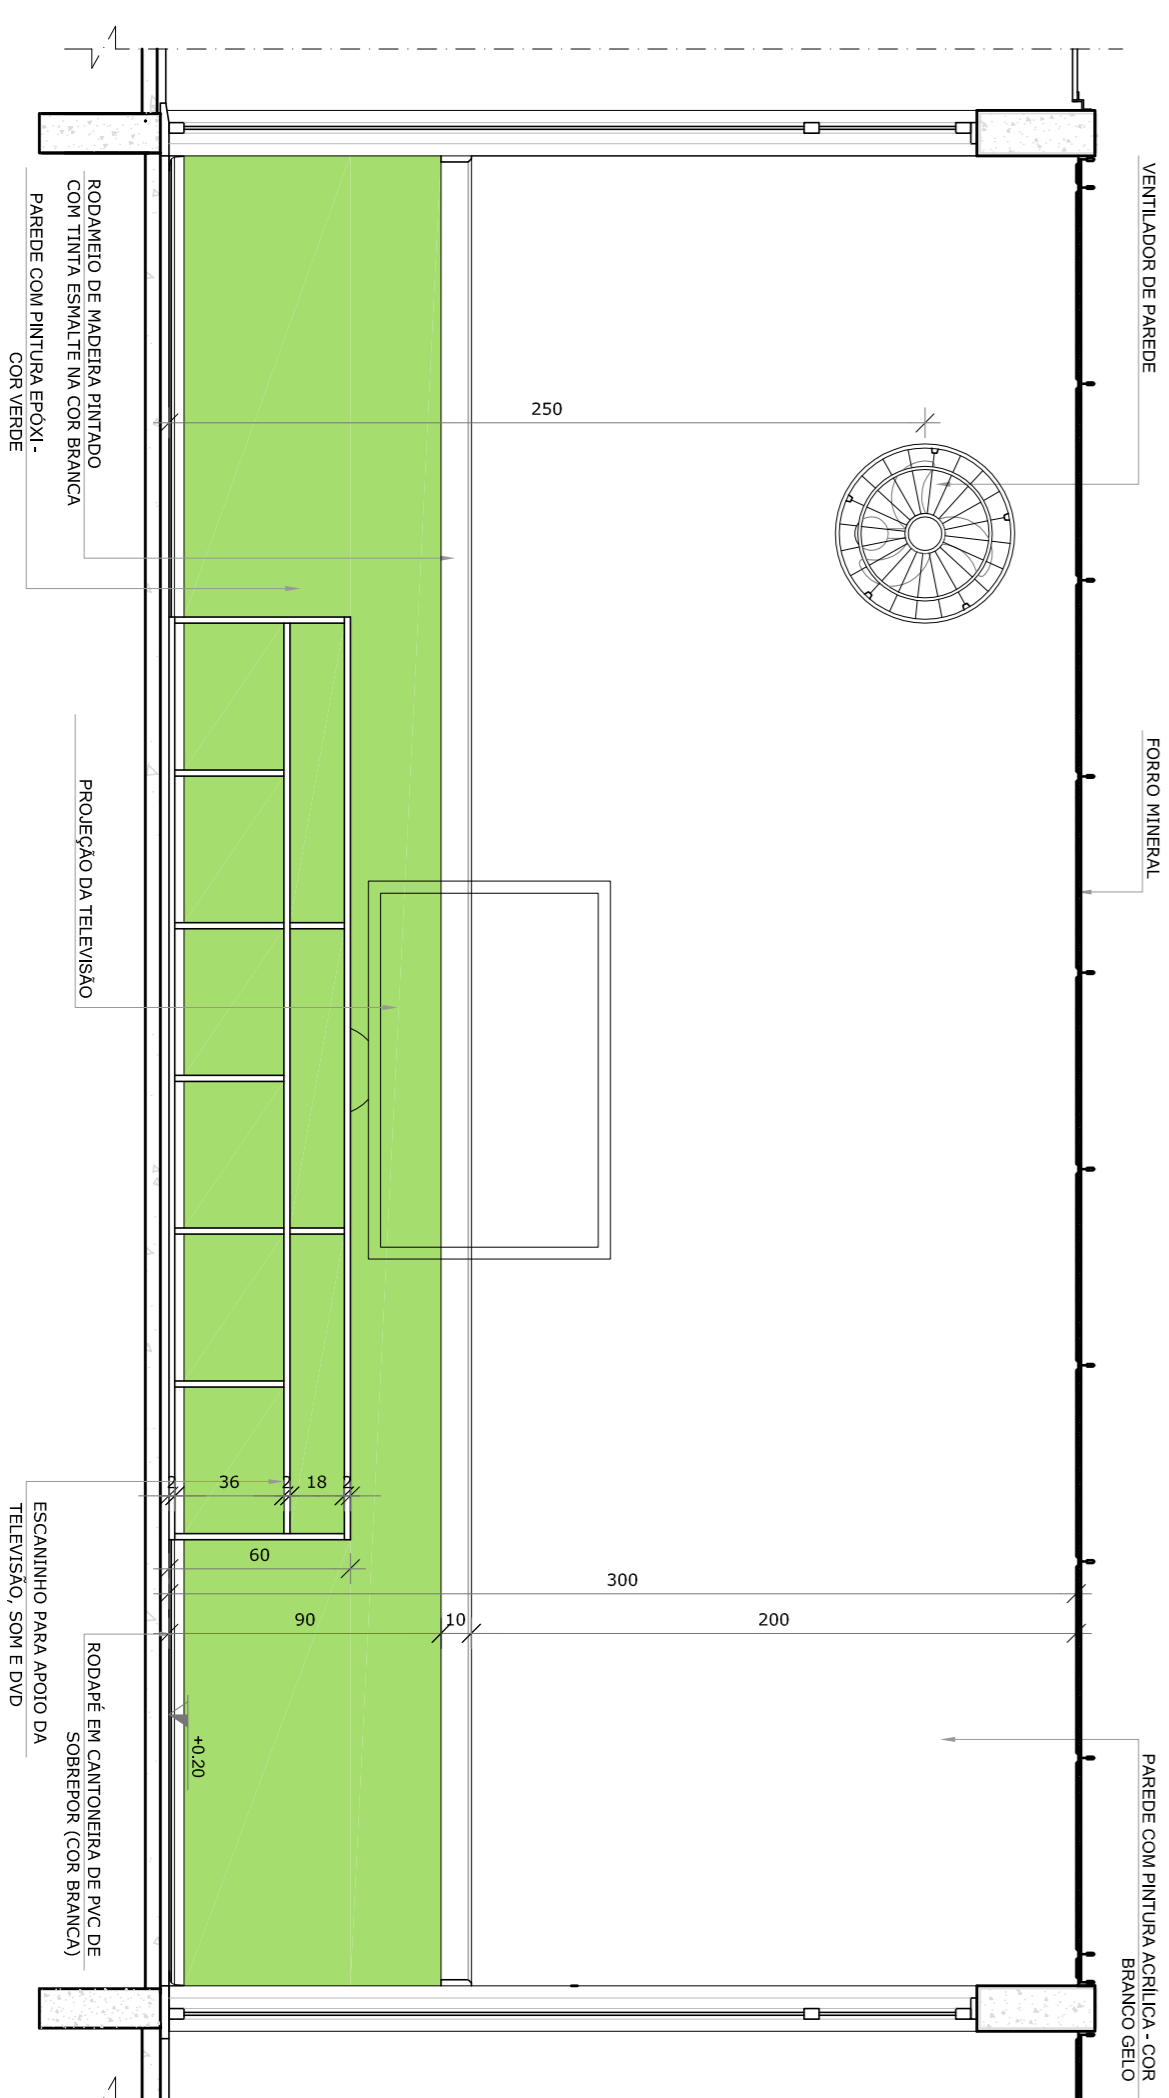 VENTILADOR DE PAREDE
FORRO MINERAL
PAREDE COM PINTURA ACRÍLICA - COR
BRANCO GELO
250
2
36
2
18
2
60
300
90
10
200
+0.20
RODAMEIO DE MADEIRA PINTADO
COM TINTA ESMALTE NA COR BRANCA
PAREDE COM PINTURA EPÓXI -
COR VERDE
PROJEÇÃO DA TELEVISÃO
ESCANINHO PARA APOIO DA
TELEVISÃO, SOM E DVD
RODAPÉ EM CANTONEIRA DE PVC DE
SOBREPOR (COR BRANCA)